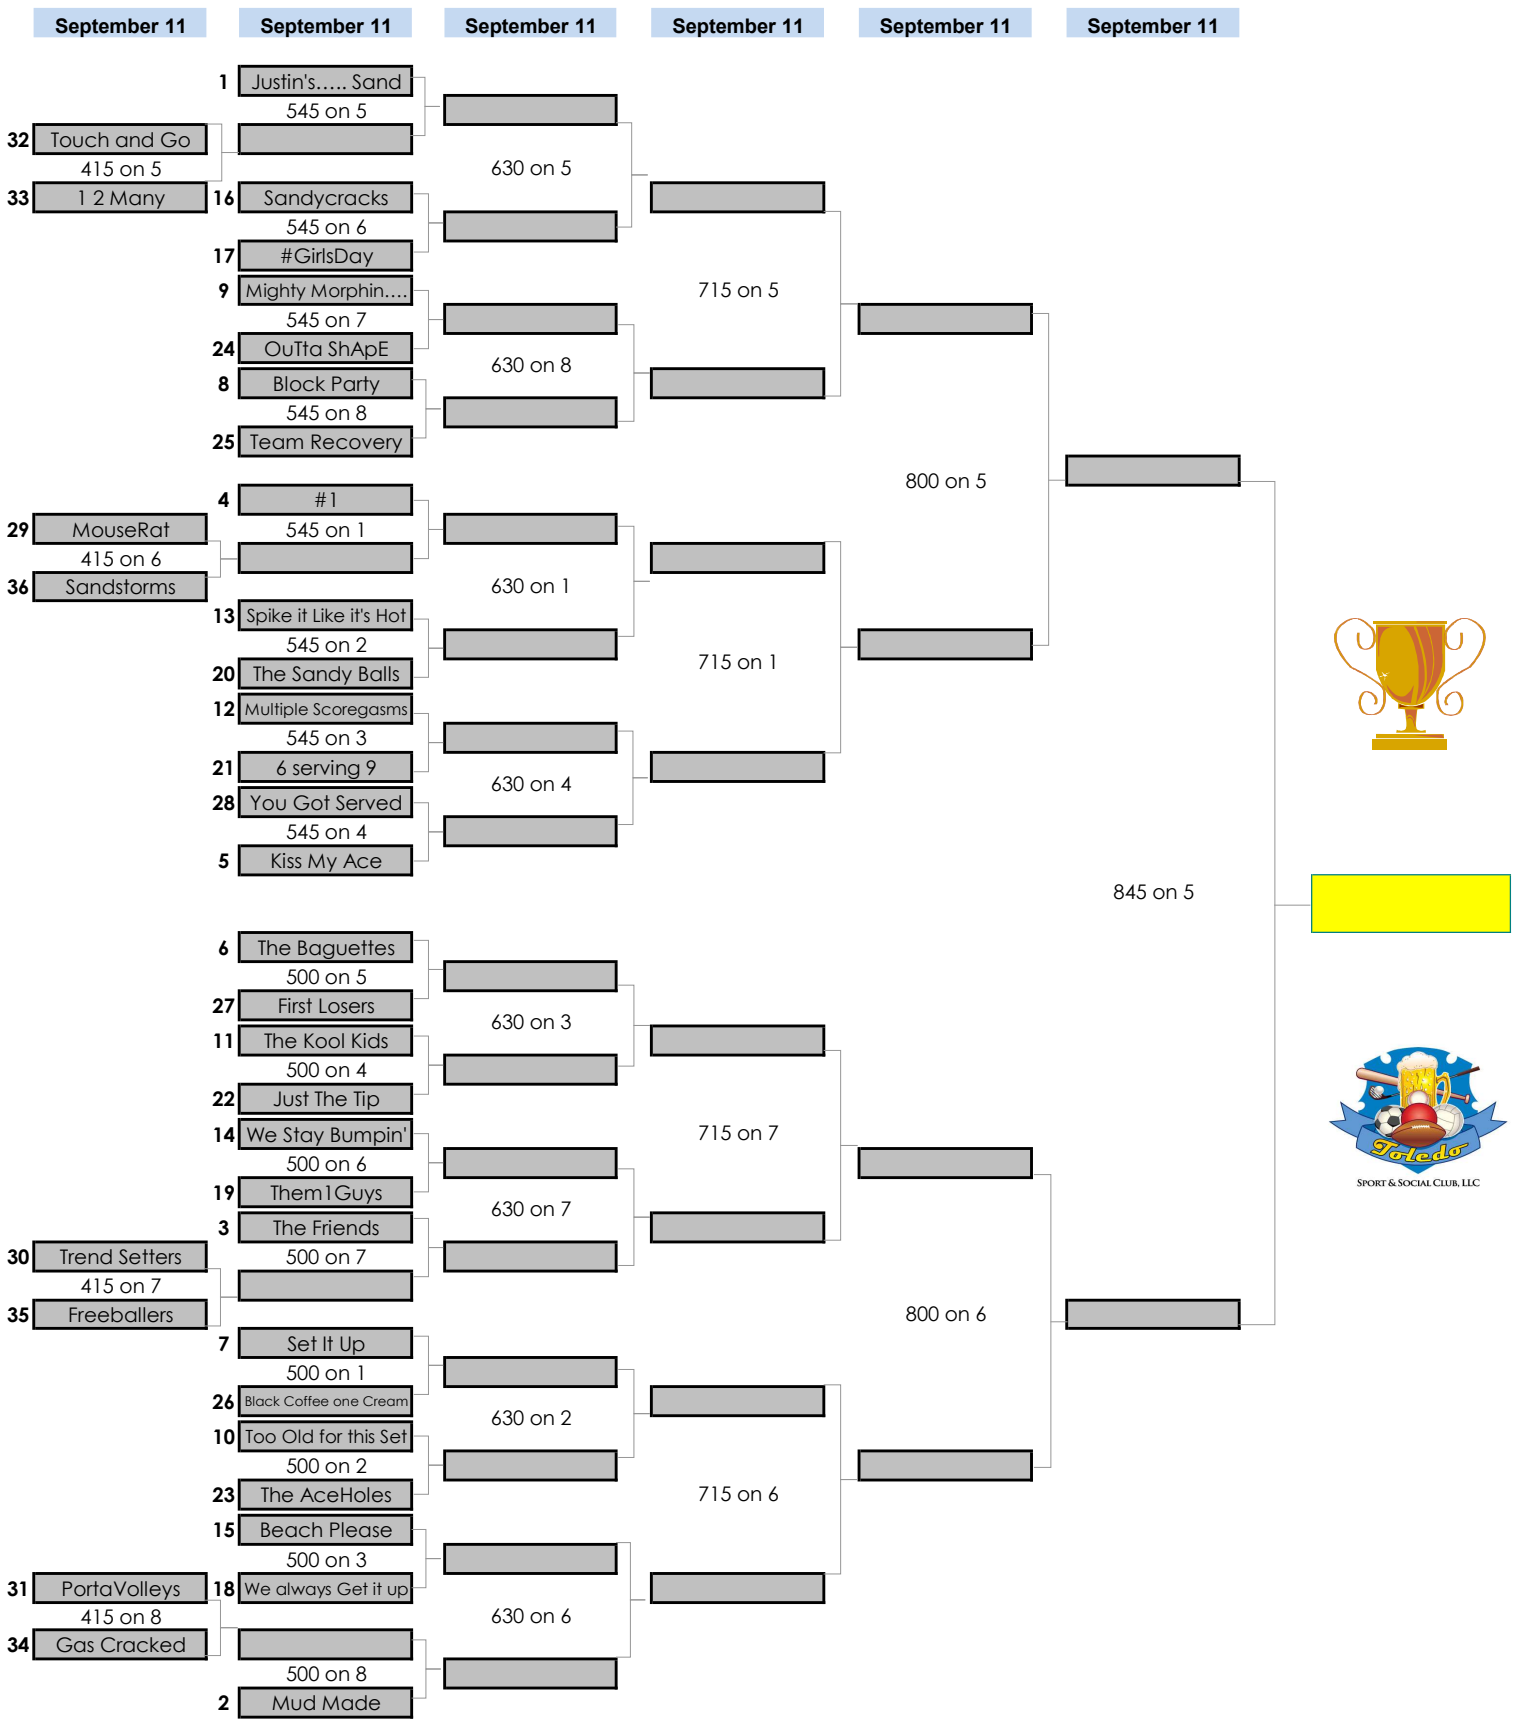 September 11 September 11 September 11 September 11 September 11 September 11
1 Justin's..... Sand
545 on 5
32 Touch and Go
415 on 5
630 on 5
33 1 2 Many
16 Sandycracks
545 on 6
17 #GirlsDay
9 Mighty Morphin....
715 on 5
545 on 7
24 OuTta ShApE
630 on 8
8 Block Party
545 on 8
25 Team Recovery
800 on 5
4 #1
29 MouseRat
545 on 1
415 on 6
36 Sandstorms
630 on 1
13 Spike it Like it's Hot
545 on 2
715 on 1
20 The Sandy Balls
12 Multiple Scoregasms
545 on 3
21 6 serving 9
630 on 4
28 You Got Served
545 on 4
5 Kiss My Ace
845 on 5
6 The Baguettes
500 on 5
27 First Losers
630 on 3
11 The Kool Kids
500 on 4
22 Just The Tip
14 We Stay Bumpin'
715 on 7
500 on 6
19 Them1Guys
630 on 7
3 The Friends
30 Trend Setters
500 on 7
415 on 7
35 Freeballers
800 on 6
7 Set It Up
500 on 1
26 Black Coffee one Cream
630 on 2
10 Too Old for this Set
500 on 2
23 The AceHoles
715 on 6
15 Beach Please
500 on 3
31 PortaVolleys
18 We always Get it up
415 on 8
630 on 6
34 Gas Cracked
500 on 8
2 Mud Made
Toledo
SPORT & SOCIAL CLUB, LLC